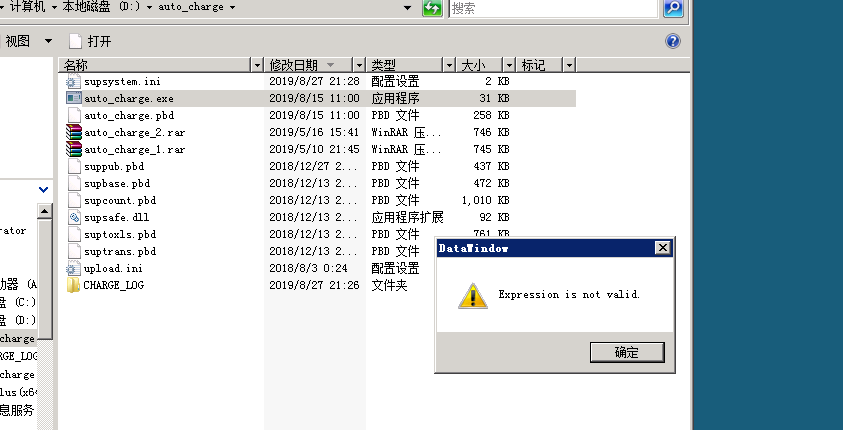 计算机 本地磁盘 (D:) auto_charge 搜索
视图 打开
名称 修改日期 类型 大小 标记
supsystem.ini 2019/8/27 21:28 配置设置 2 KB
auto_charge.exe 2019/8/15 11:00 应用程序 31 KB
auto_charge.pbd 2019/8/15 11:00 PBD 文件 258 KB
auto_charge_2.rar 2019/5/16 15:41 WinRAR 压... 746 KB
auto_charge_1.rar 2019/5/10 21:45 WinRAR 压... 745 KB
suppub.pbd 2018/12/27 2... PBD 文件 437 KB
supbase.pbd 2018/12/13 2... PBD 文件 472 KB
supcount.pbd 2018/12/13 2... PBD 文件 1,010 KB
supsafe.dll 2018/12/13 2... 应用程序扩展 92 KB
suptoxls.pbd 2018/12/13 2... PBD 文件 761 KB
suptrans.pbd 2018/12/13 2... PBD 文件
upload.ini 2018/8/3 0:24 配置设置
CHARGE_LOG 2019/8/27 21:26 文件夹
rator
动器 (A
盘 (C:)
盘 (D:)
charge
RGE_LOG
charge
lus(x64
息服务
DataWindow
Expression is not valid.
确定